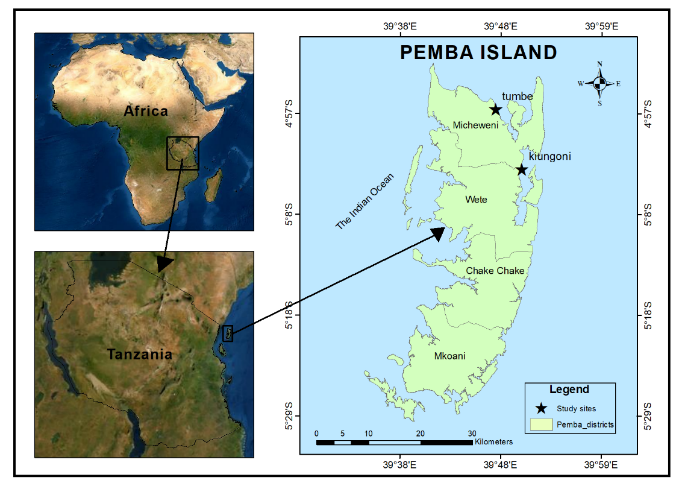 Africa
Tanzania
39°38'E 39°48'E 39°59'E
PEMBA ISLAND
N
W E
S
tumbe
4°57'S 4°57'S
Micheweni
kiungoni
The Indian Ocean
Wete
5°8'S 5°8'S
Chake Chake
5°18'S 5°18'S
Mkoani
Legend
Study sites
Pemba_districts
5°29'S 5°29'S
0 5 10 20 30
Kilometers
39°38'E 39°48'E 39°59'E